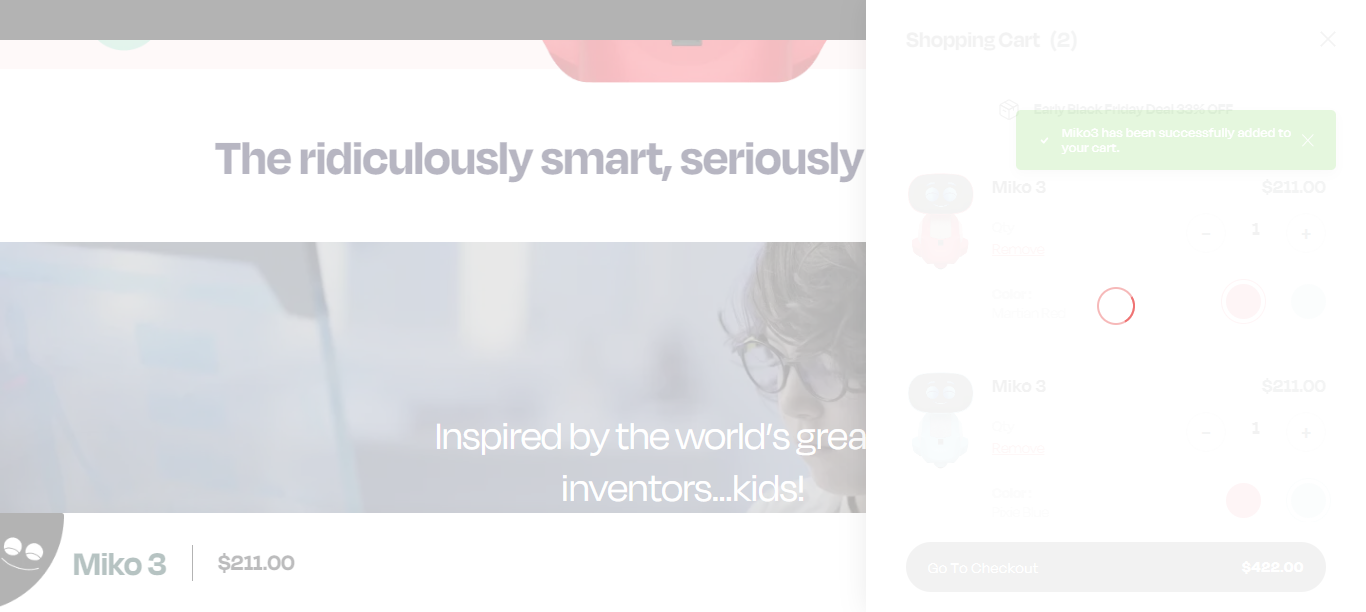 The ridiculously smart, seriously
Inspired by the world's grea
inventors...kids!
Miko 3
$211.00
Shopping Cart (2)
Early Black Friday Deal 33% OFF
Miko3 has been successfully added to
your cart.
Miko 3
$211.00
Qty
- 1 +
Remove
Color:
Miko 3
$211.00
Qty
- 1 +
Remove
Color:
Go To Checkout
$422.00